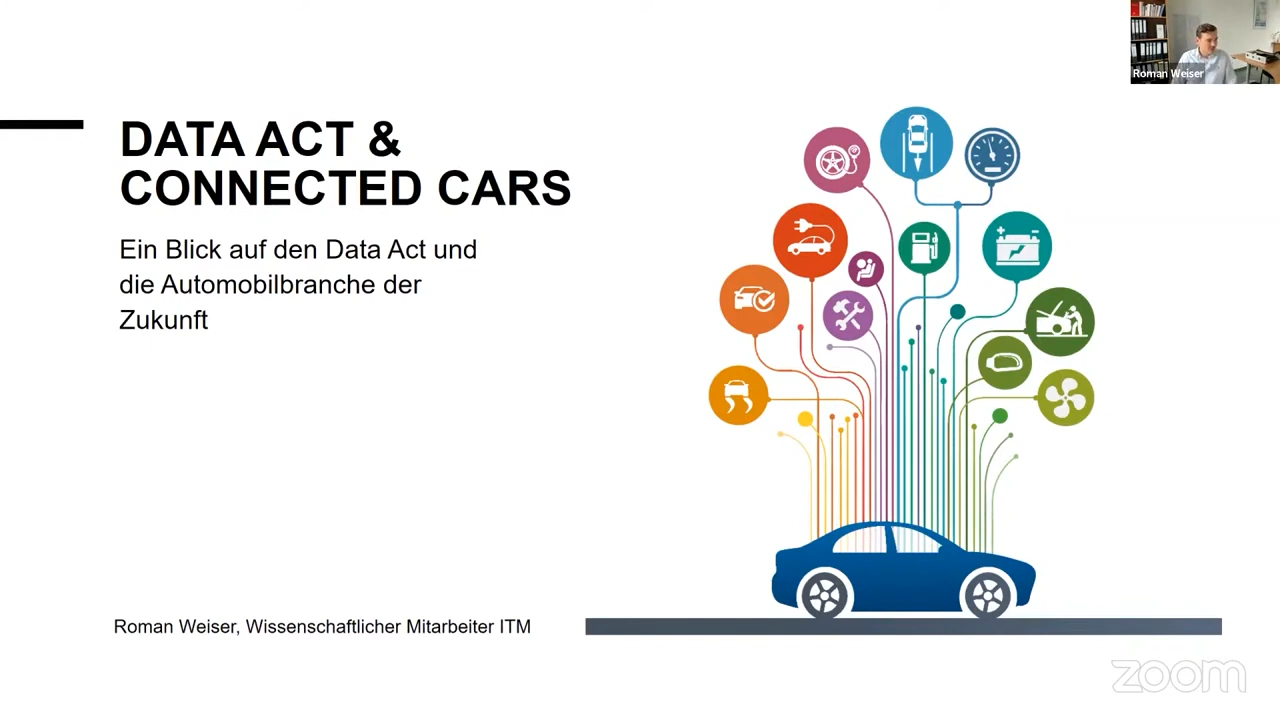 Roman Weiser
DATA ACT &
CONNECTED CARS
Ein Blick auf den Data Act und
die Automobilbranche der
Zukunft
Roman Weiser, Wissenschaftlicher Mitarbeiter ITM
zoom